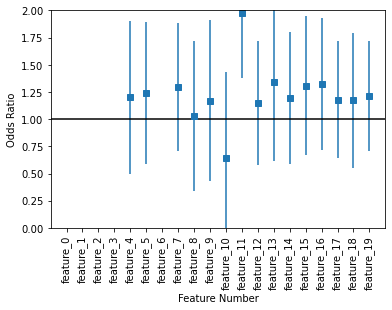 2.00
1.75
1.50
1.25
1.00
0.75
0.50
0.25
0.00
Odds Ratio
feature_0
feature_1
feature_2
feature_3
feature_4
feature_5
feature_6
feature_7
feature_8
feature_9
feature_10
feature_11
feature_12
feature_13
feature_14
feature_15
feature_16
feature_17
feature_18
feature_19
Feature Number